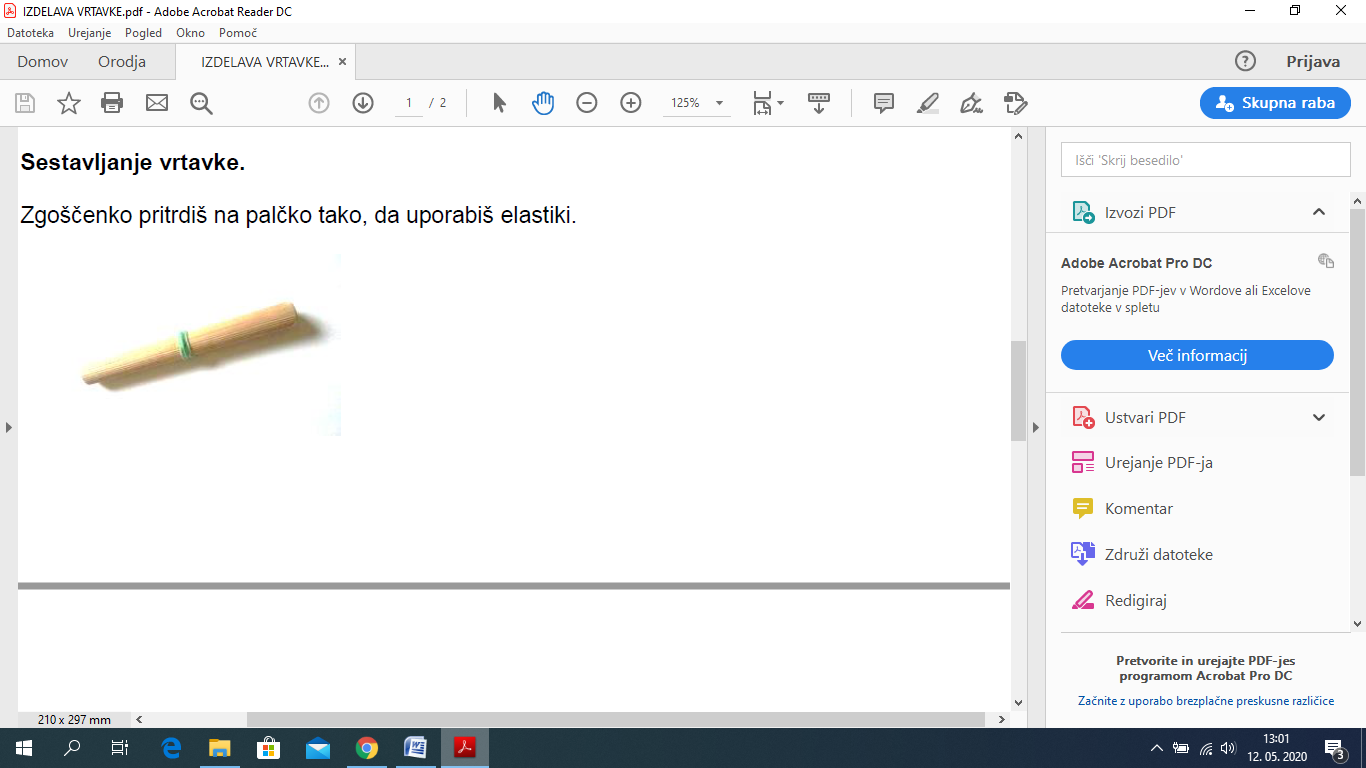 IZDELAVA VRTAVKE.pdf - Adobe Acrobat Reader DC
Datoteka Urejanje Pogled Okno Pomoč
Domov Orodja IZDELAVA VRTAVKE... × ? Prijava
1 / 2 125% Skupna raba
Sestavljanje vrtavke.
Zgoščenko pritrdiš na palčko tako, da uporabiš elastiki.
Išči 'Skrij besedilo'
Izvozi PDF
Adobe Acrobat Pro DC
Pretvarjanje PDF-jev v Wordove ali Excelove
datoteke v spletu
Več informacij
Ustvari PDF
Urejanje PDF-ja
Komentar
Združi datoteke
Redigiraj
Pretvorite in urejajte PDF-jes
programom Acrobat Pro DC
Začnite z uporabo brezplačne preskusne različice
210 x 297 mm
13:01
12. 05. 2020
3